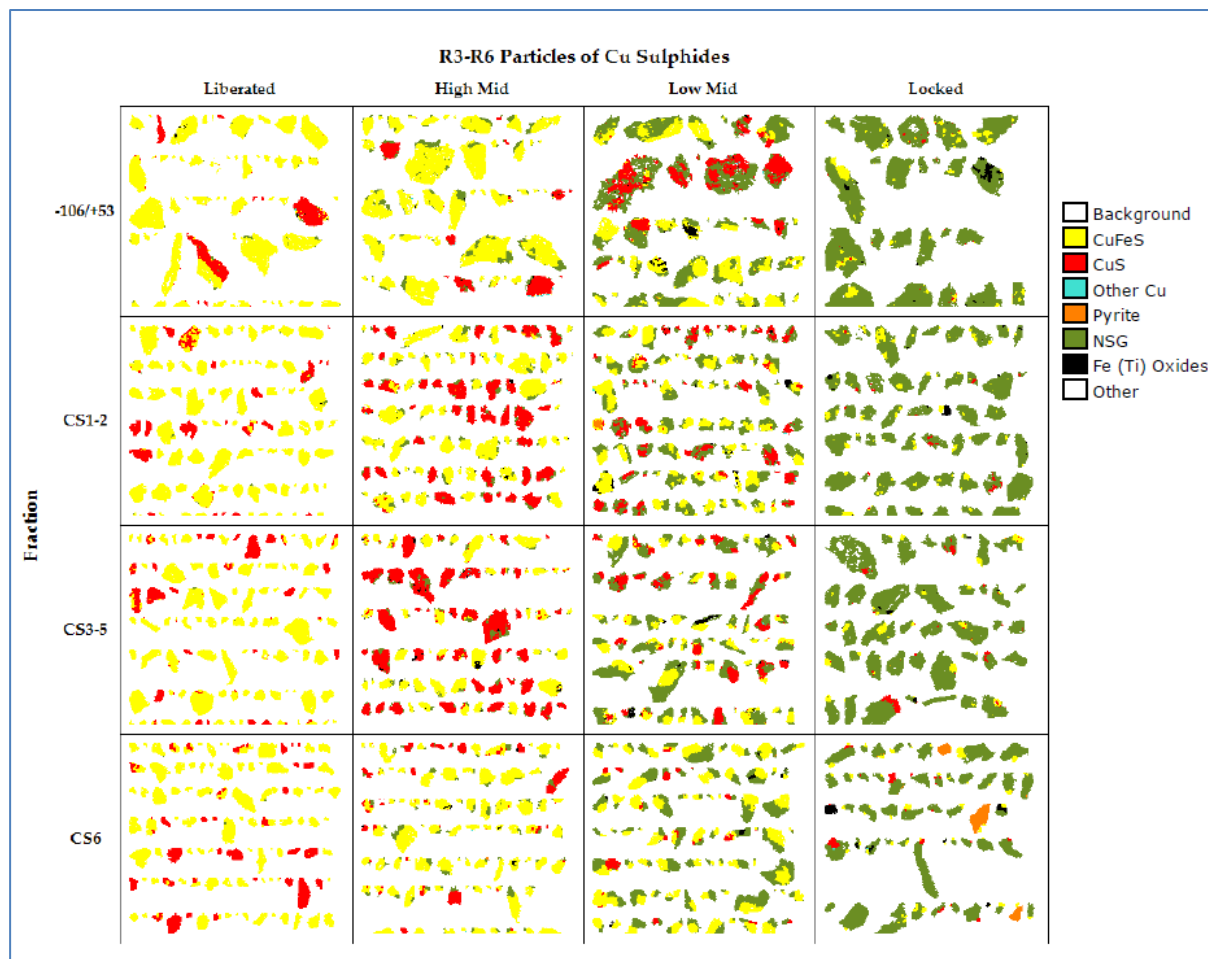 R3-R6 Particles of Cu Sulphides
Liberated High Mid Low Mid Locked
-106/+53
CS1-2
CS3-5
CS6
Fraction
Background
CuFeS
CuS
Other Cu
Pyrite
NSG
Fe (Ti) Oxides
Other